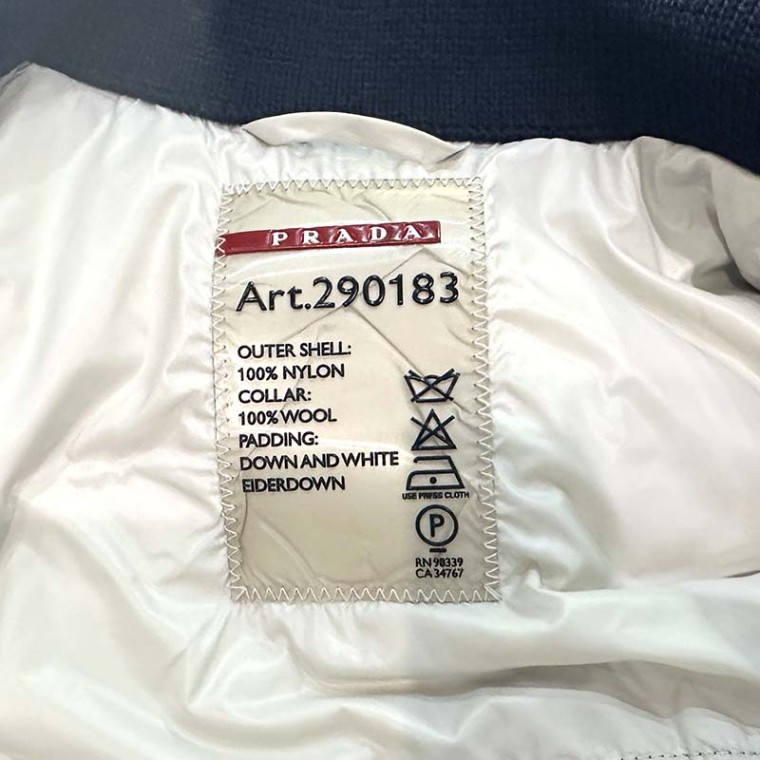 PRADA
Art.290183
OUTER SHELL:
100% NYLON
COLLAR:
100% WOOL
PADDING:
DOWN AND WHITE
EIDERDOWN
USE PRESS CLOTH
P
RN 98339
CA 34767